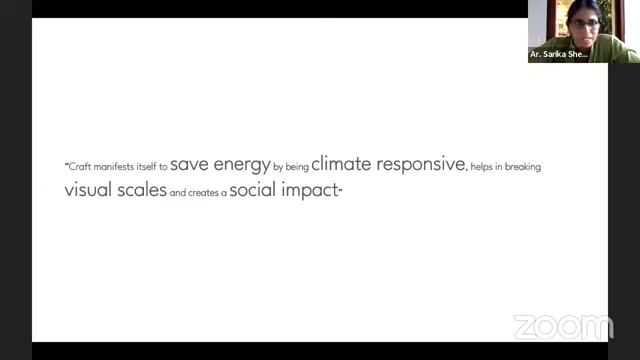 Ar. Sarika She...
"Craft manifests itself to save energy by being climate responsive, helps in breaking
visual scales and creates a social impact"
zoom